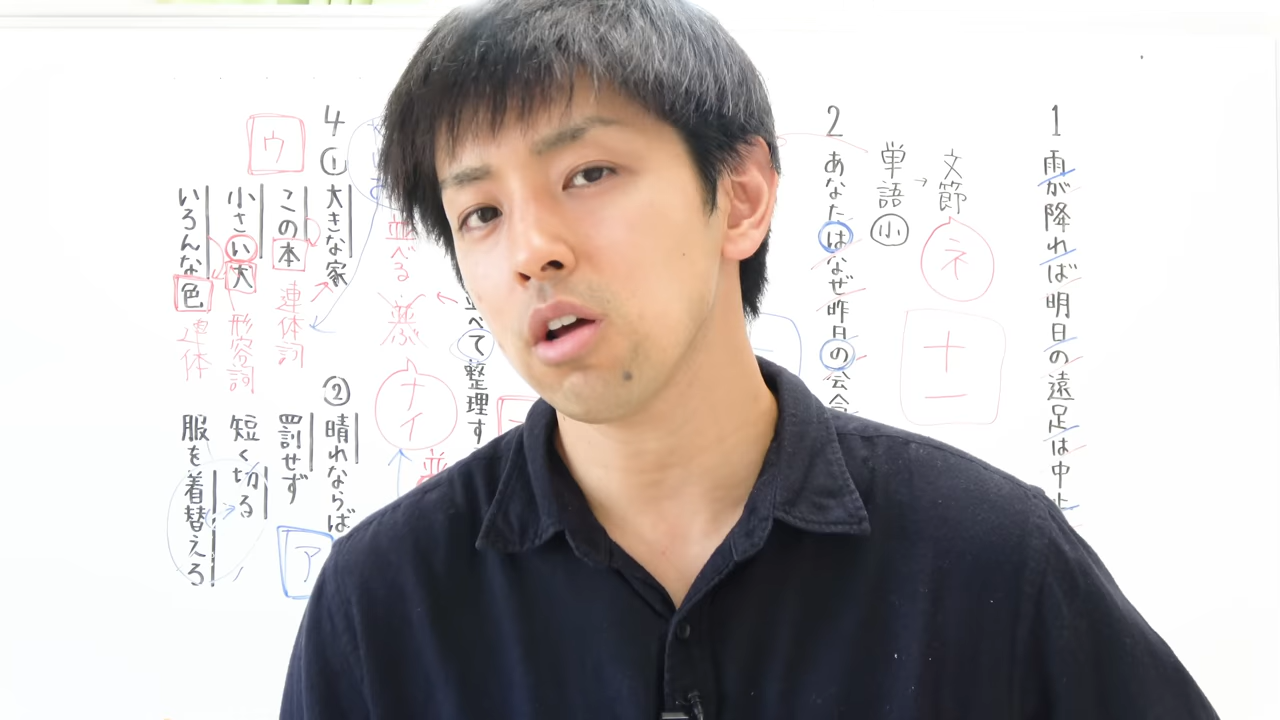 1
雨が降れば明日の遠足は中止
文節
ネ
十一
単語 小
2
あなたはなぜ昨日の会
べて整理す
並べる
ナイ
4
①大きな家
この本
連体詞
小さい犬
形容詞
いろんな色
連体
ウ
②晴れならば
罰せず
短く切る
服を着替えろ
ア